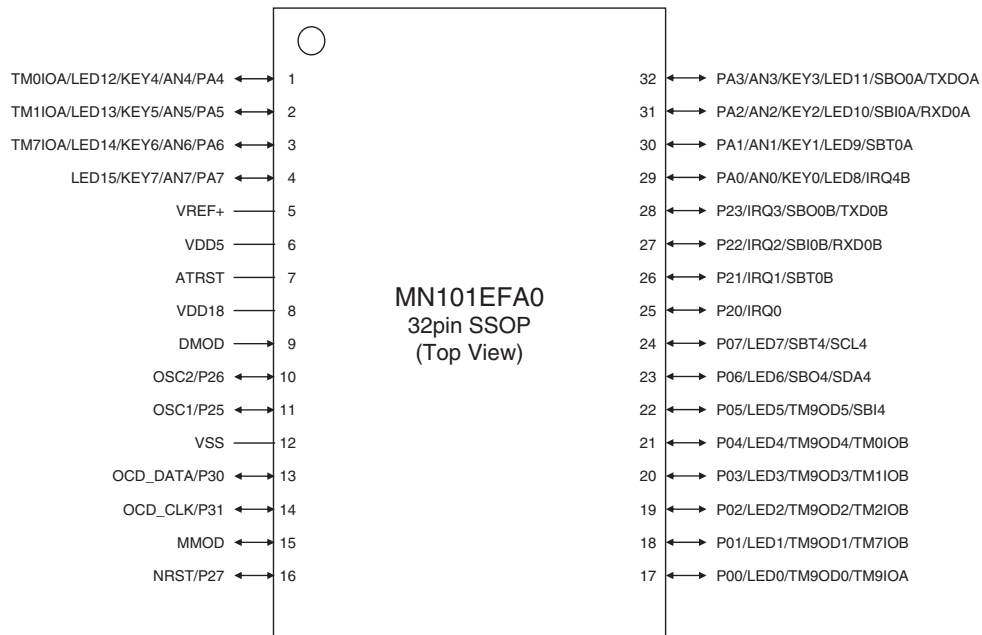 TM0IOA/LED12/KEY4/AN4/PA4 1
TM1IOA/LED13/KEY5/AN5/PA5 2
TM7IOA/LED14/KEY6/AN6/PA6 3
LED15/KEY7/AN7/PA7 4
VREF+ 5
VDD5 6
ATRST 7
VDD18 8
DMOD 9
OSC2/P26 10
OSC1/P25 11
VSS 12
OCD_DATA/P30 13
OCD_CLK/P31 14
MMOD 15
NRST/P27 16
MN101EFA0
32pin SSOP
(Top View)
32 PA3/AN3/KEY3/LED11/SBO0A/TXDOA
31 PA2/AN2/KEY2/LED10/SBI0A/RXD0A
30 PA1/AN1/KEY1/LED9/SBT0A
29 PA0/AN0/KEY0/LED8/IRQ4B
28 P23/IRQ3/SBO0B/TXD0B
27 P22/IRQ2/SBI0B/RXD0B
26 P21/IRQ1/SBT0B
25 P20/IRQ0
24 P07/LED7/SBT4/SCL4
23 P06/LED6/SBO4/SDA4
22 P05/LED5/TM9OD5/SBI4
21 P04/LED4/TM9OD4/TM0IOB
20 P03/LED3/TM9OD3/TM1IOB
19 P02/LED2/TM9OD2/TM2IOB
18 P01/LED1/TM9OD1/TM7IOB
17 P00/LED0/TM9OD0/TM9IOA